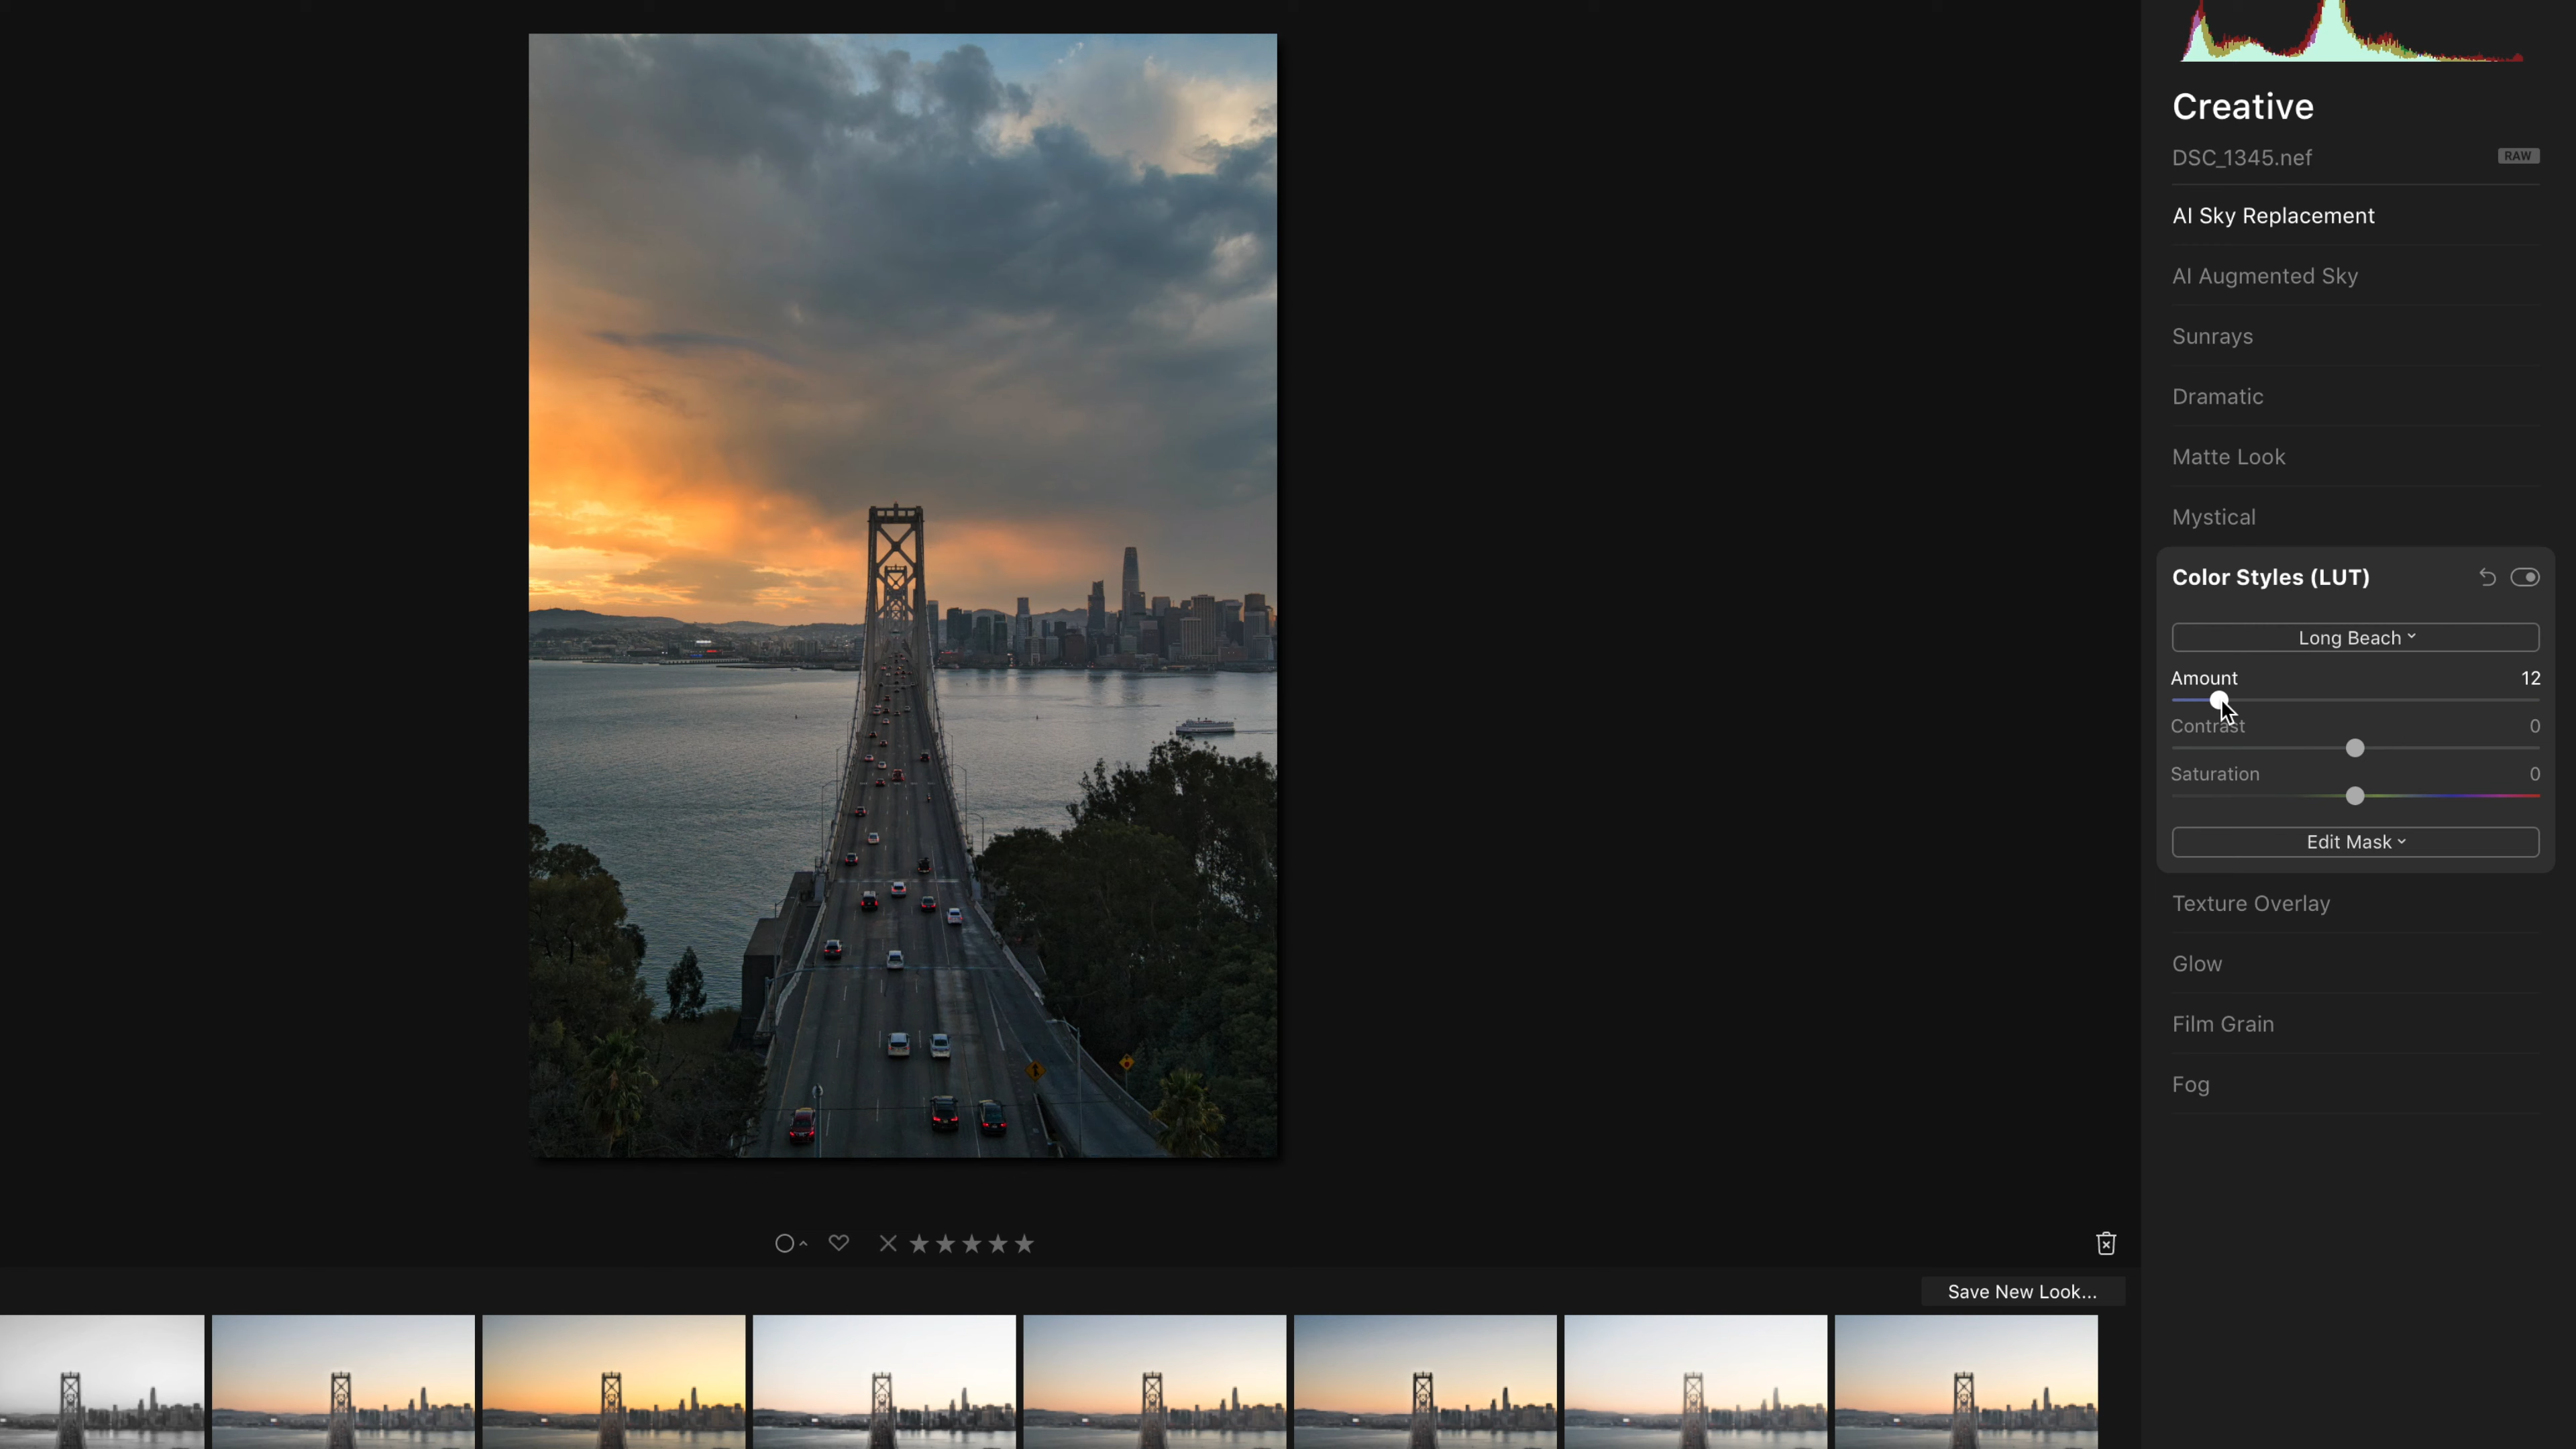 Creative
DSC_1345.nef RAW
AI Sky Replacement
AI Augmented Sky
Sunrays
Dramatic
Matte Look
Mystical
Color Styles (LUT)
Long Beach
Amount 12
Contrast 0
Saturation 0
Edit Mask
Texture Overlay
Glow
Film Grain
Fog
Save New Look...